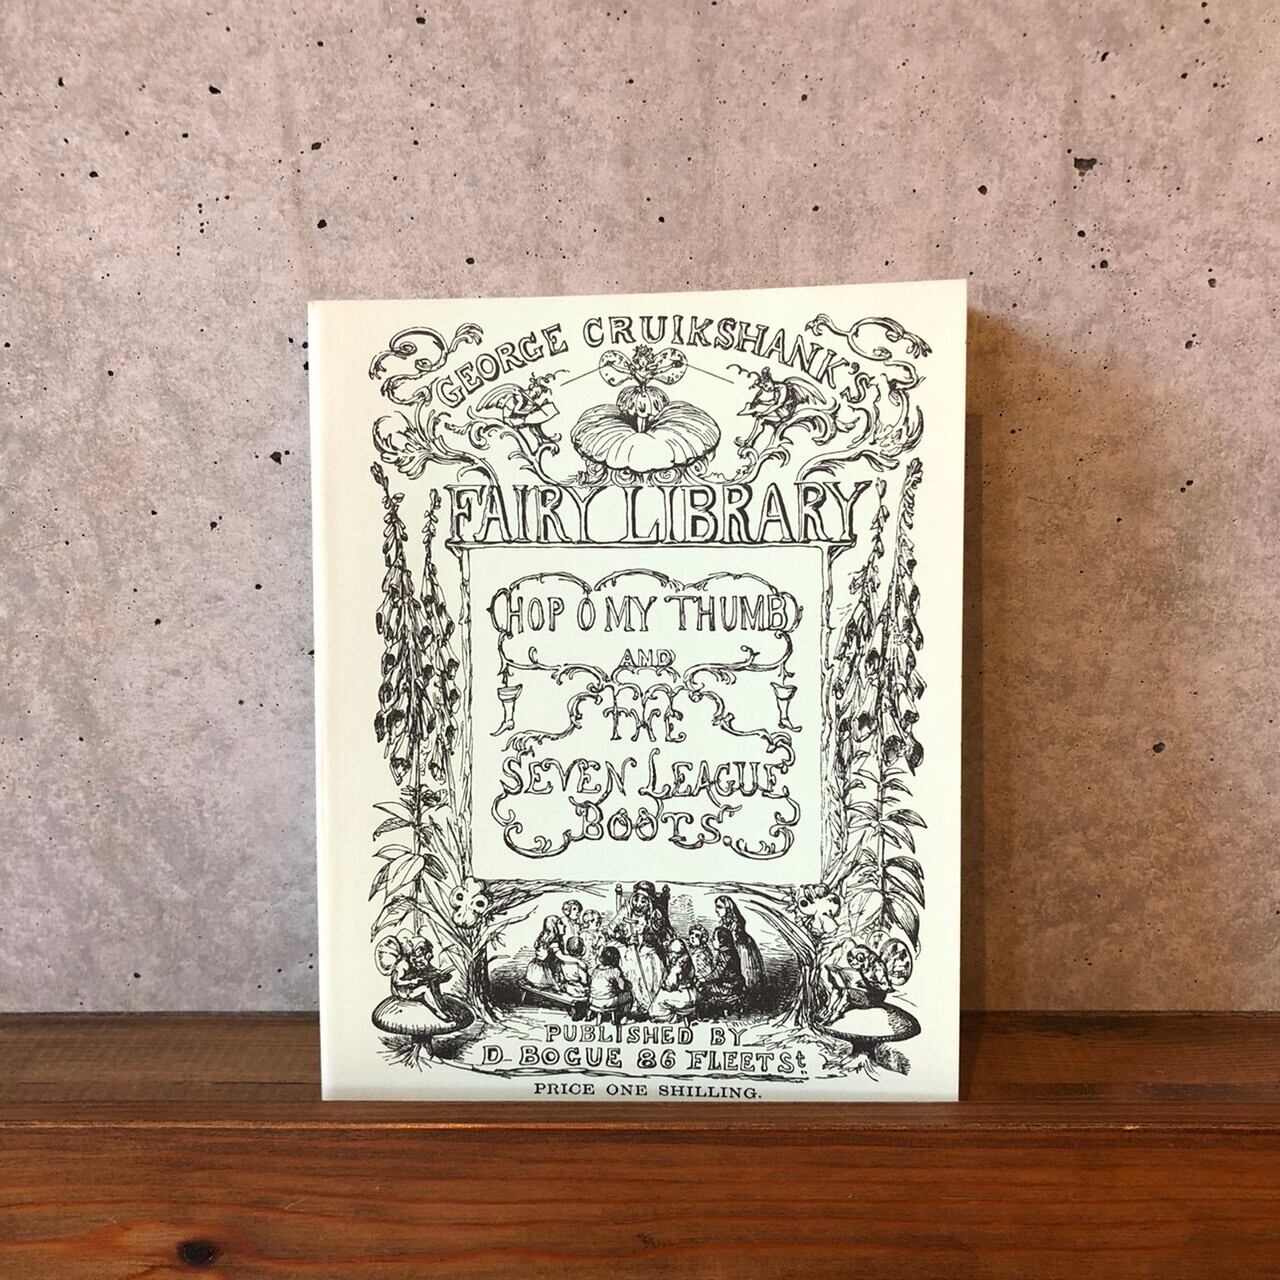 GEORGE CRUIKSHANK'S
FAIRY LIBRARY
HOP O MY THUMB
AND
THE
SEVEN LEAGUE
BOOTS.
PUBLISHED BY
D BOGUE 86 FLEET St.
PRICE ONE SHILLING.